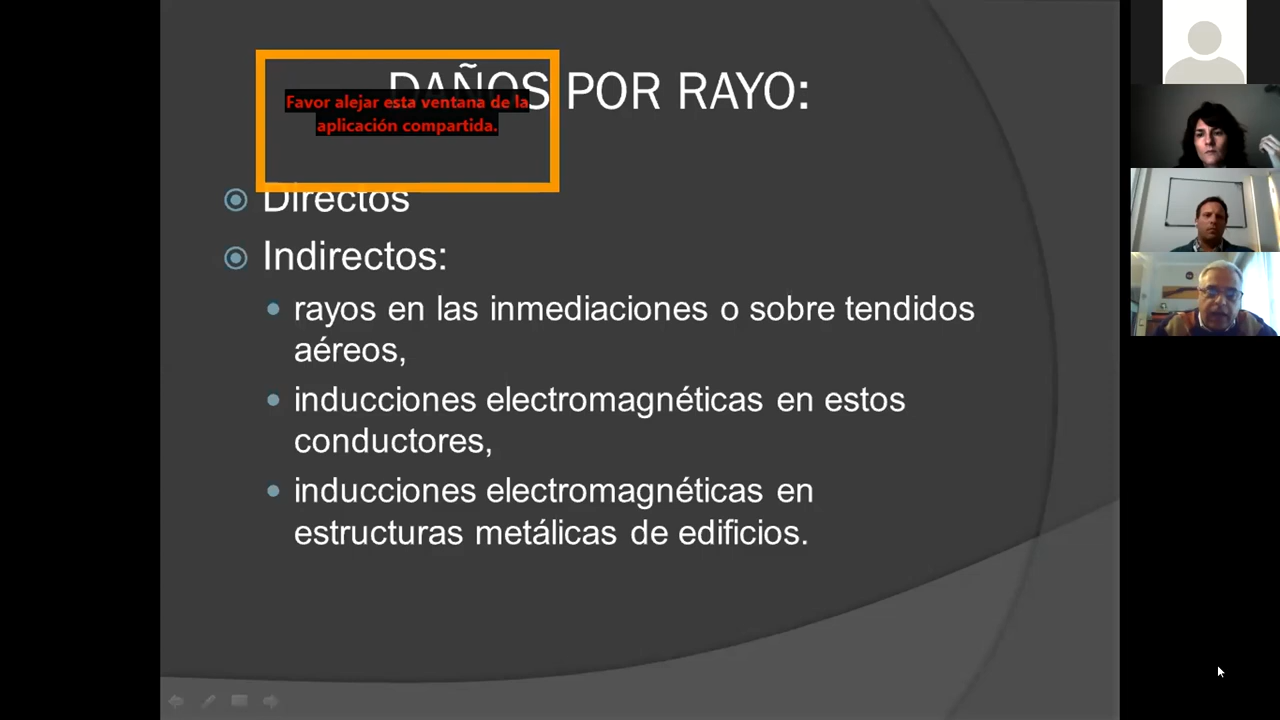 DAÑOS POR RAYO:
Favor alejar esta ventana de la
aplicación compartida.
Directos
Indirectos:
rayos en las inmediaciones o sobre tendidos
aéreos,
inducciones electromagnéticas en estos
conductores,
inducciones electromagnéticas en
estructuras metálicas de edificios.